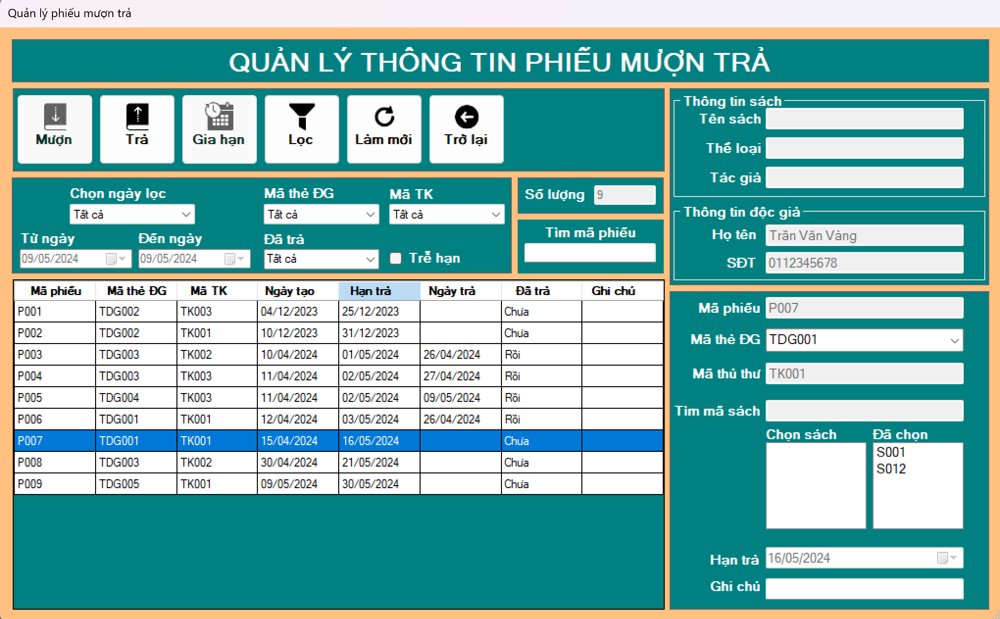 Quản lý phiếu mượn trả
QUẢN LÝ THÔNG TIN PHIẾU MƯỢN TRẢ
Mượn Trả Gia hạn Lọc Làm mới Trở lại
Chọn ngày lọc Mã thẻ ĐG Mã TK
Tất cả Tất cả Tất cả
Từ ngày Đến ngày Đã trả
09/05/2024 09/05/2024 Tất cả Trễ hạn
Số lượng 9
Tìm mã phiếu
Mã phiếu Mã thẻ ĐG Mã TK Ngày tạo Hạn trả Ngày trả Đã trả Ghi chú
P001 TDG002 TK003 04/12/2023 25/12/2023 Chưa
P002 TDG002 TK001 10/12/2023 31/12/2023 Chưa
P003 TDG003 TK002 10/04/2024 01/05/2024 26/04/2024 Rồi
P004 TDG003 TK003 11/04/2024 02/05/2024 27/04/2024 Rồi
P005 TDG004 TK003 11/04/2024 02/05/2024 09/05/2024 Rồi
P006 TDG001 TK001 12/04/2024 03/05/2024 26/04/2024 Rồi
P007 TDG001 TK001 15/04/2024 16/05/2024 Chưa
P008 TDG003 TK002 30/04/2024 21/05/2024 Chưa
P009 TDG005 TK001 09/05/2024 30/05/2024 Chưa
Thông tin sách
Tên sách
Thể loại
Tác giả
Thông tin độc giả
Họ tên Trần Văn Vàng
SĐT 0112345678
Mã phiếu P007
Mã thẻ ĐG TDG001
Mã thủ thư TK001
Tìm mã sách
Chọn sách Đã chọn
S001
S012
Hạn trả 16/05/2024
Ghi chú